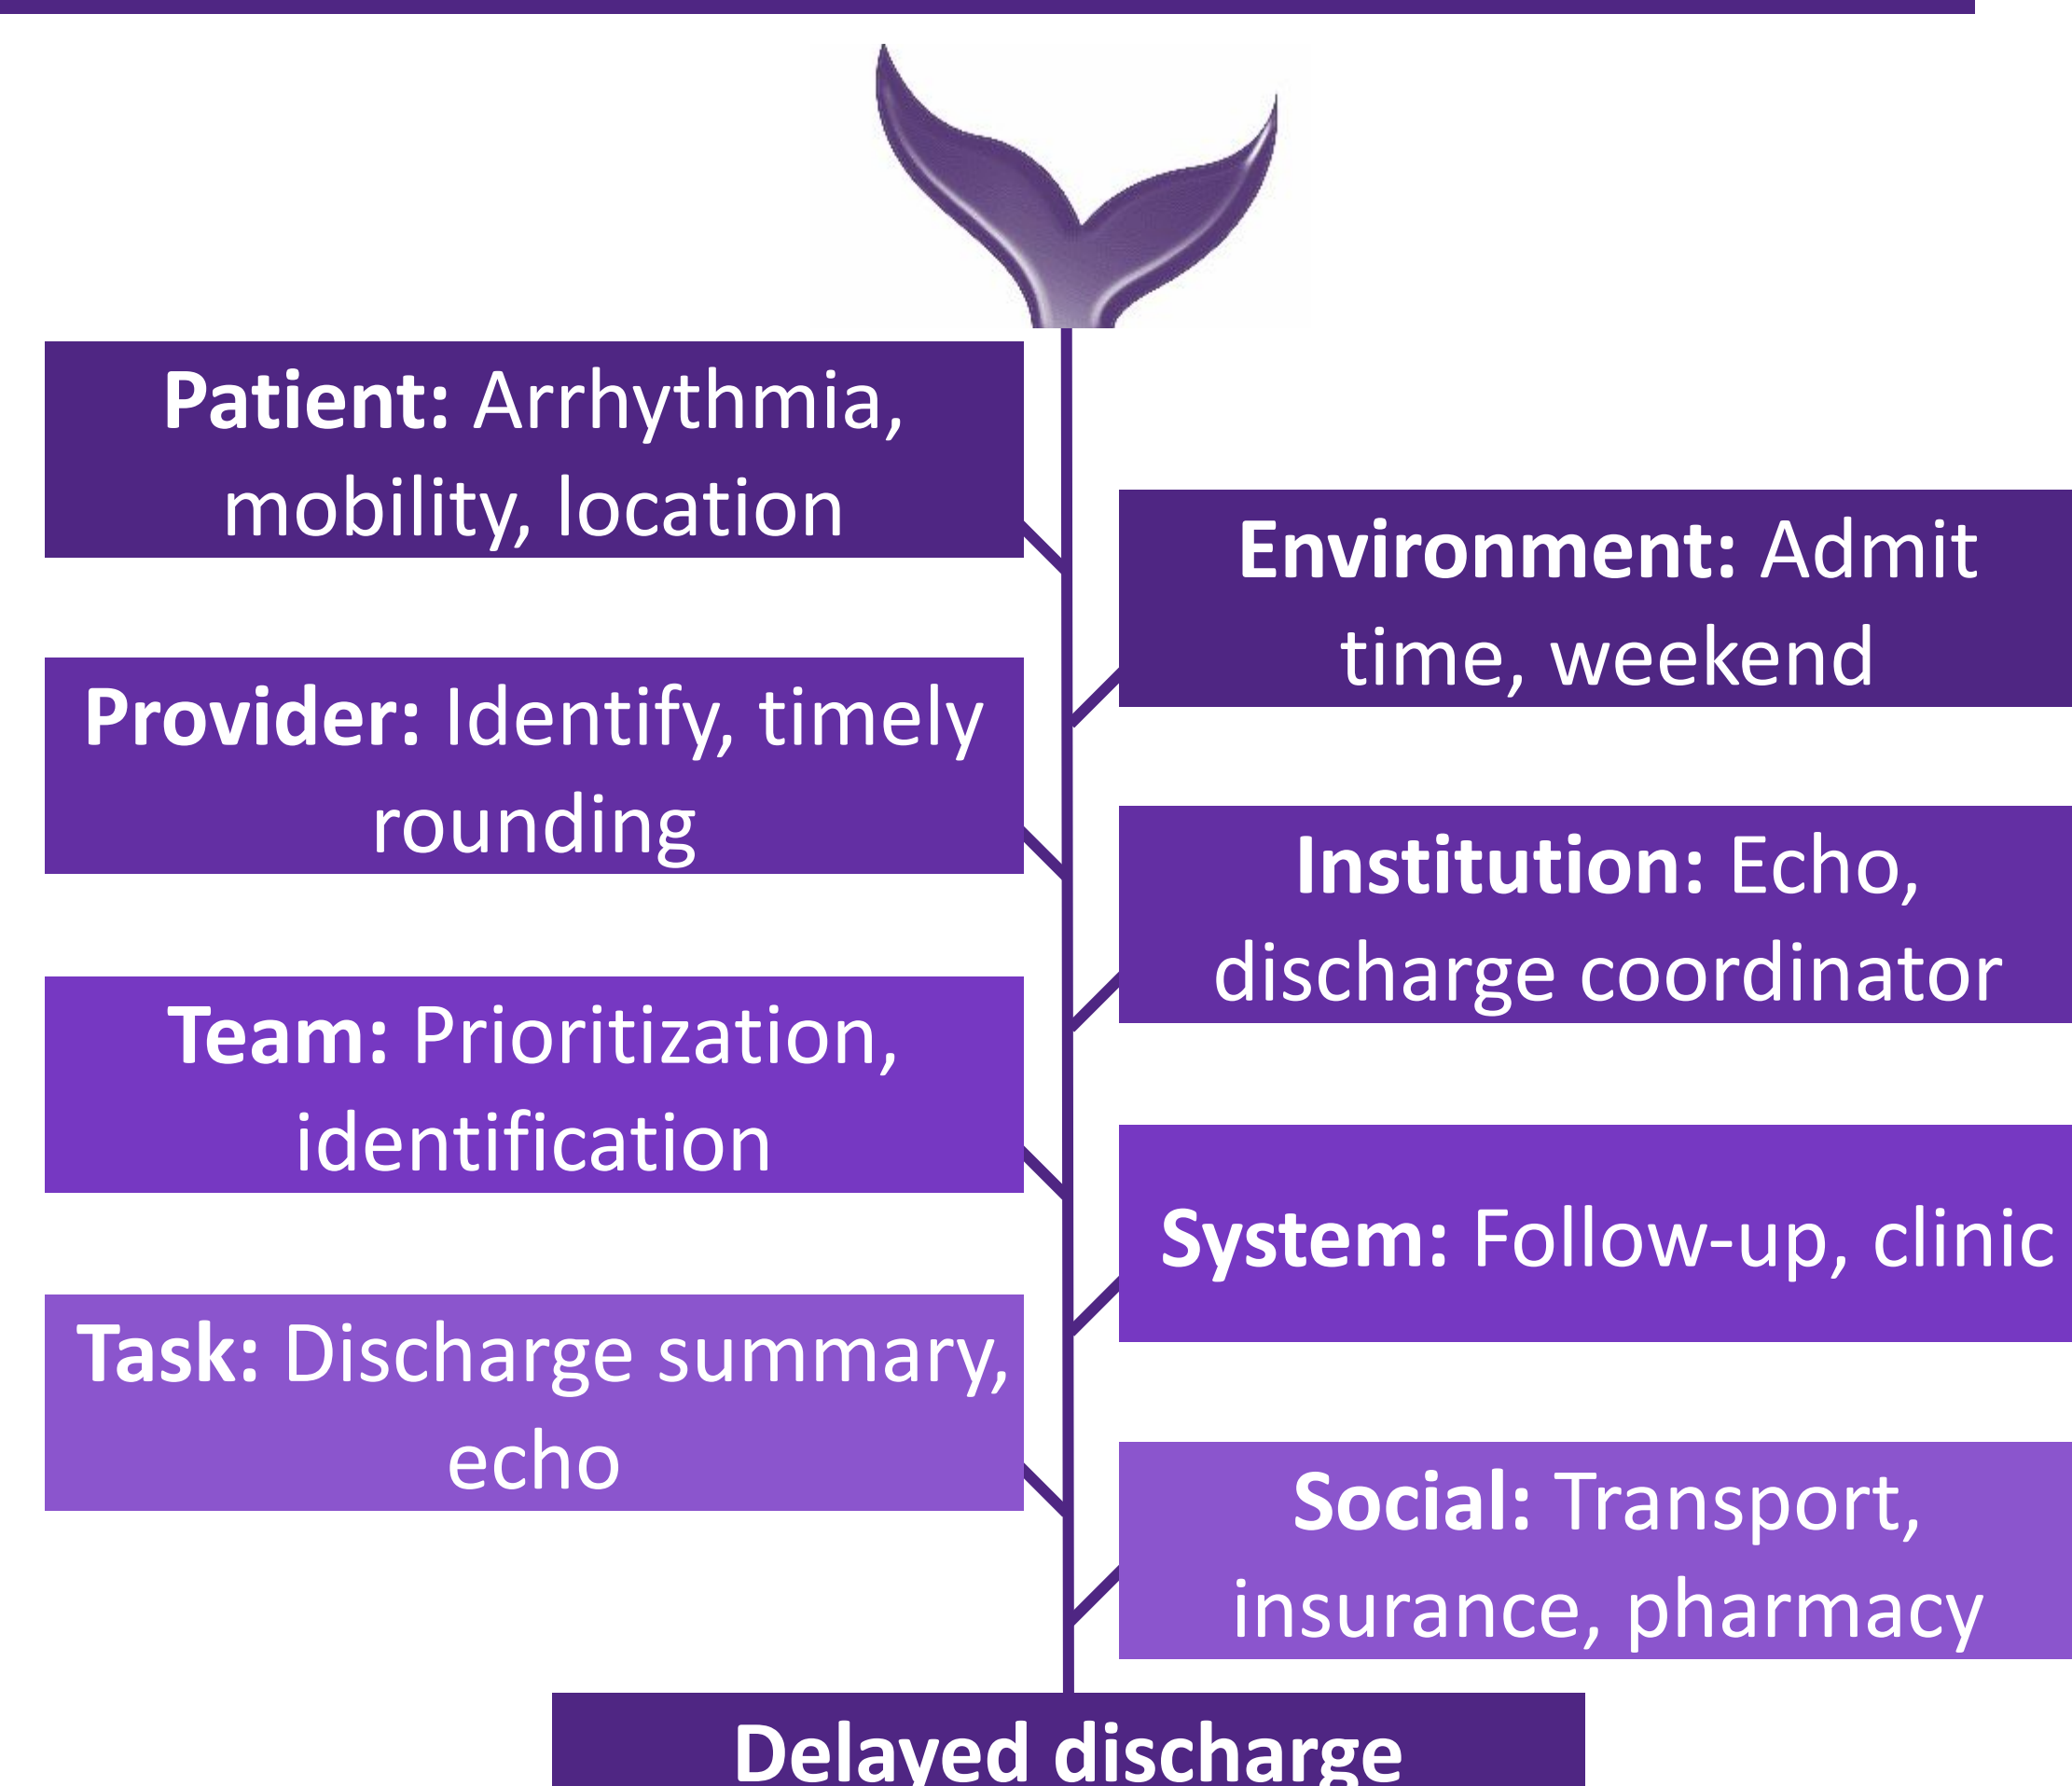 Patient: Arrhythmia,
mobility, location
Environment: Admit
time, weekend
Provider: Identify, timely
rounding
Institution: Echo,
discharge coordinator
Team: Prioritization,
identification
System: Follow-up, clinic
Task: Discharge summary,
echo
Social: Transport,
insurance, pharmacy
Delayed discharge